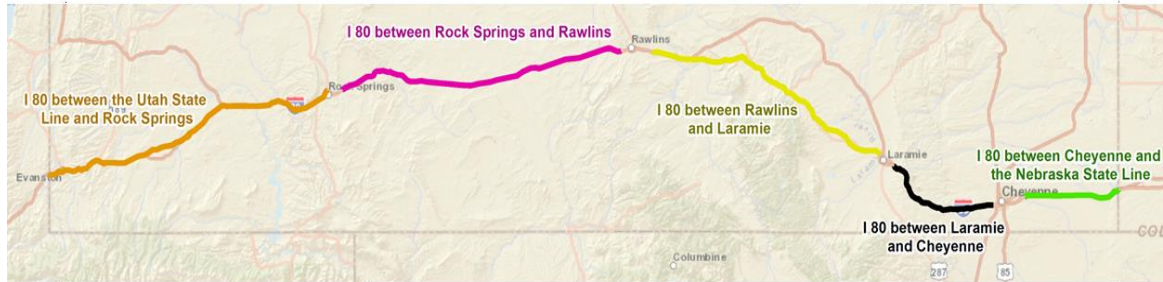 I 80 between Rock Springs and Rawlins
Rawlins
Rock Springs
I 80 between the Utah State
Line and Rock Springs
I 80 between Rawlins
and Laramie
Laramie
I 80 between Cheyenne and
the Nebraska State Line
Evanston
Cheyenne
I 80 between Laramie
and Cheyenne
Columbine
287
85
COL